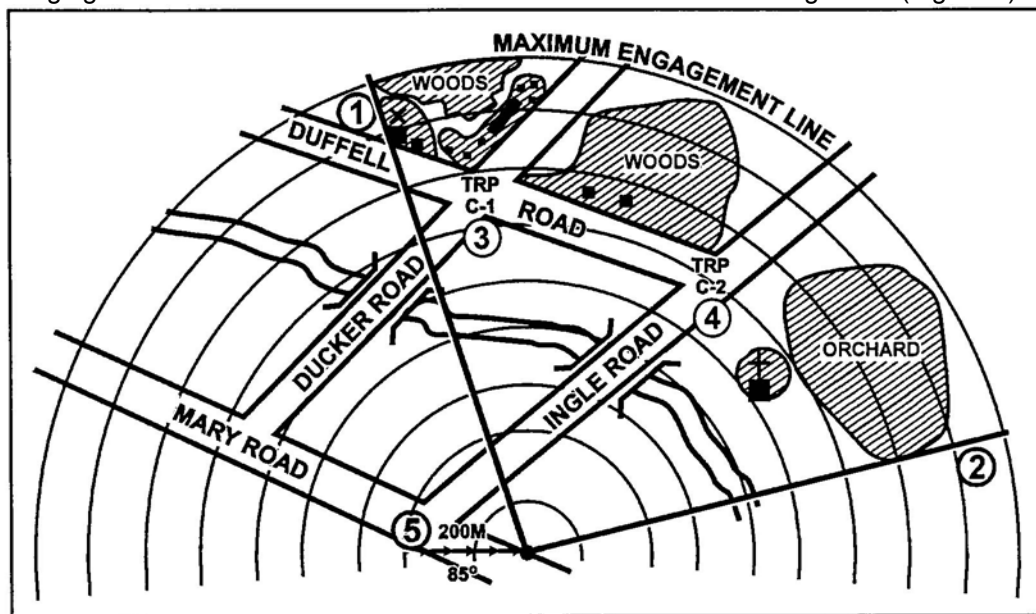 MAXIMUM ENGAGEMENT LINE
WOODS
1
DUFFELL
WOODS
TRP
C-1
ROAD
3
TRP
C-2
4
DUCKER ROAD
INGLE ROAD
ORCHARD
MARY ROAD
2
5
200M
85°